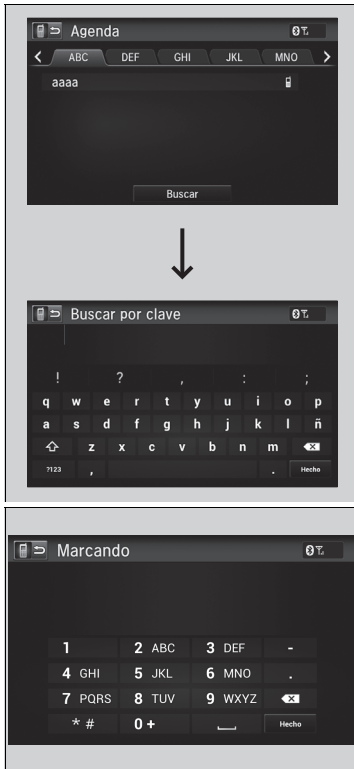 Agenda
ABC DEF GHI JKL MNO
aaaa
Buscar
Buscar por clave
! ? , : ;
q w e r t y u i o p
a s d f g h j k l ñ
z x c v b n m
?123 , . Hecho
Marcando
1 2 ABC 3 DEF -
4 GHI 5 JKL 6 MNO .
7 PQRS 8 TUV 9 WXYZ
* # 0 + Hecho